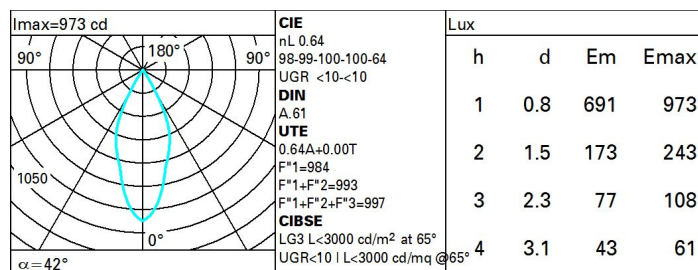 Imax=973 cd
90° 180° 90°
1050
0°
α=42°
CIE
nL 0.64
98-99-100-100-64
UGR <10-<10
DIN
A.61
UTE
0.64A+0.00T
F"1=984
F"1+F"2=993
F"1+F"2+F"3=997
CIBSE
LG3 L<3000 cd/m² at 65°
UGR<10 | L<3000 cd/mq @65°
Lux
h d Em Emax
1 0.8 691 973
2 1.5 173 243
3 2.3 77 108
4 3.1 43 61